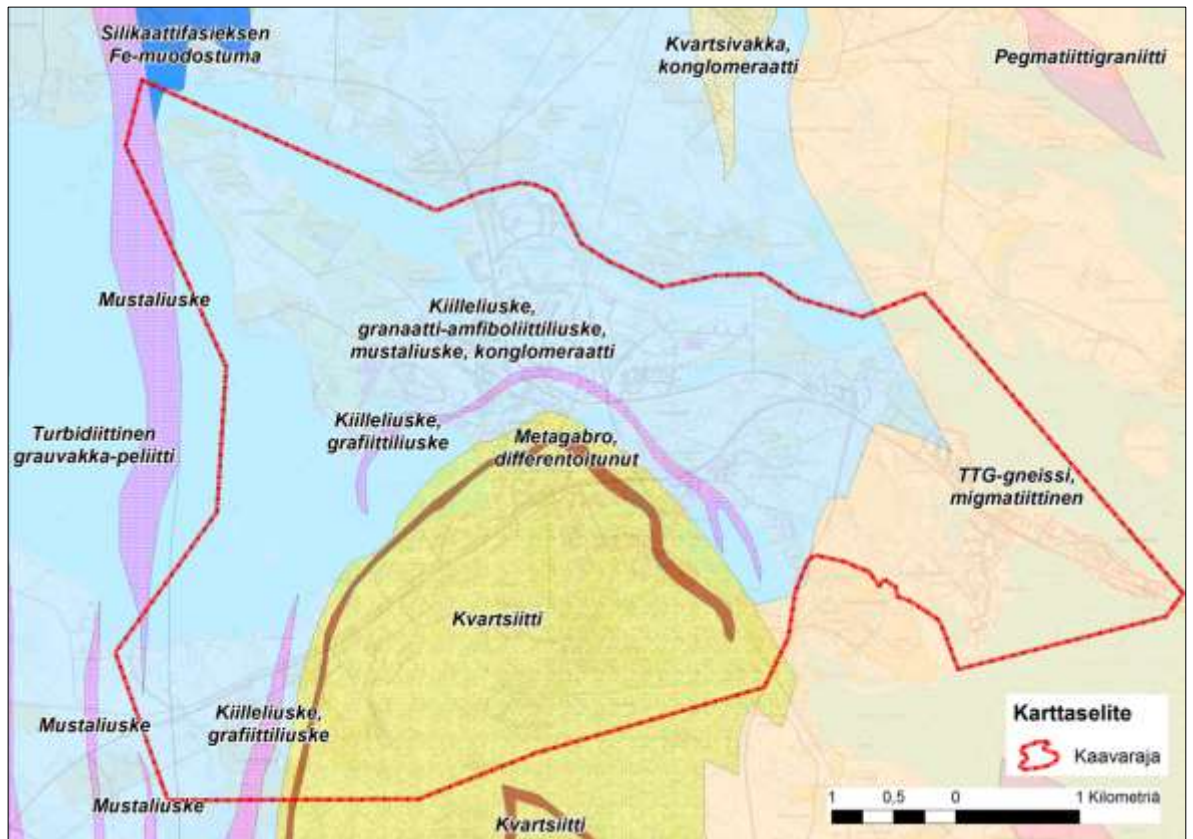 Silikaattifasieksen
Fe-muodostuma
Kvartsivakka,
konglomeraatti
Pegmatiittigraniitti
Mustaliuske
Kiilleliuske,
granaatti-amfiboliittiliuske,
mustaliuske, konglomeraatti
Turbidiittinen
grauvakka-peliitti
Kiilleliuske,
grafiittiliuske
Metagabro,
differentoitunut
TTG-gneissi,
migmatiittinen
Kvartsiitti
Mustaliuske
Kiilleliuske,
grafiittiliuske
Mustaliuske
Kvartsiitti
Karttaselite
Kaavaraja
1 0,5 0 1 Kilometriä